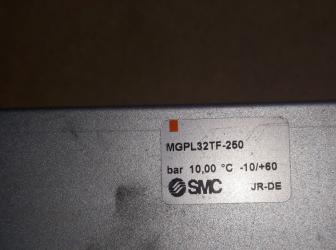 MGPL32TF-250
bar 10,00 °C -10/+60
SMC JR-DE